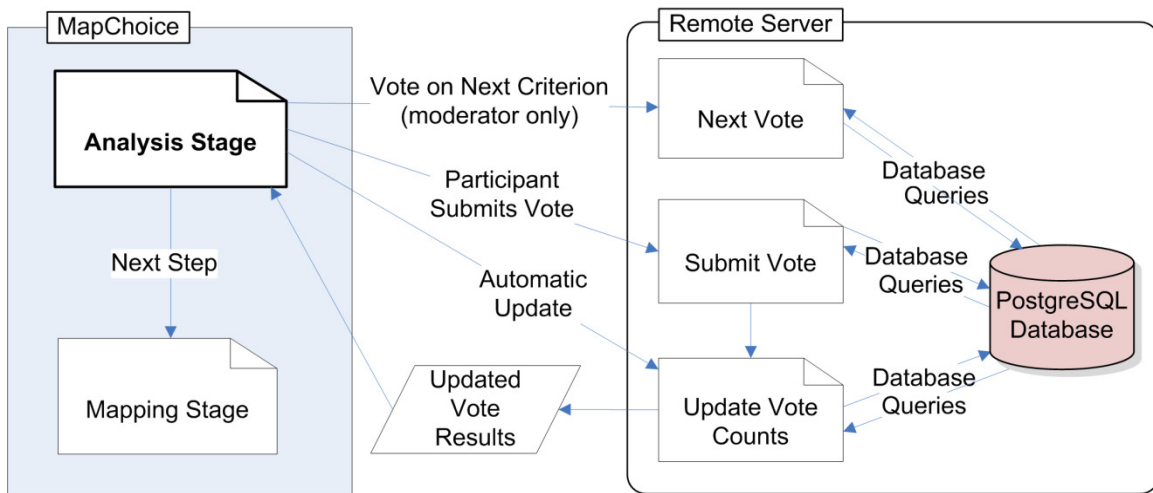 MapChoice
Remote Server
Analysis Stage
Vote on Next Criterion
(moderator only)
Next Vote
Database
Queries
Participant
Submits Vote
Submit Vote
Database
Queries
PostgreSQL
Database
Next Step
Automatic
Update
Mapping Stage
Updated
Vote
Results
Update Vote
Counts
Database
Queries